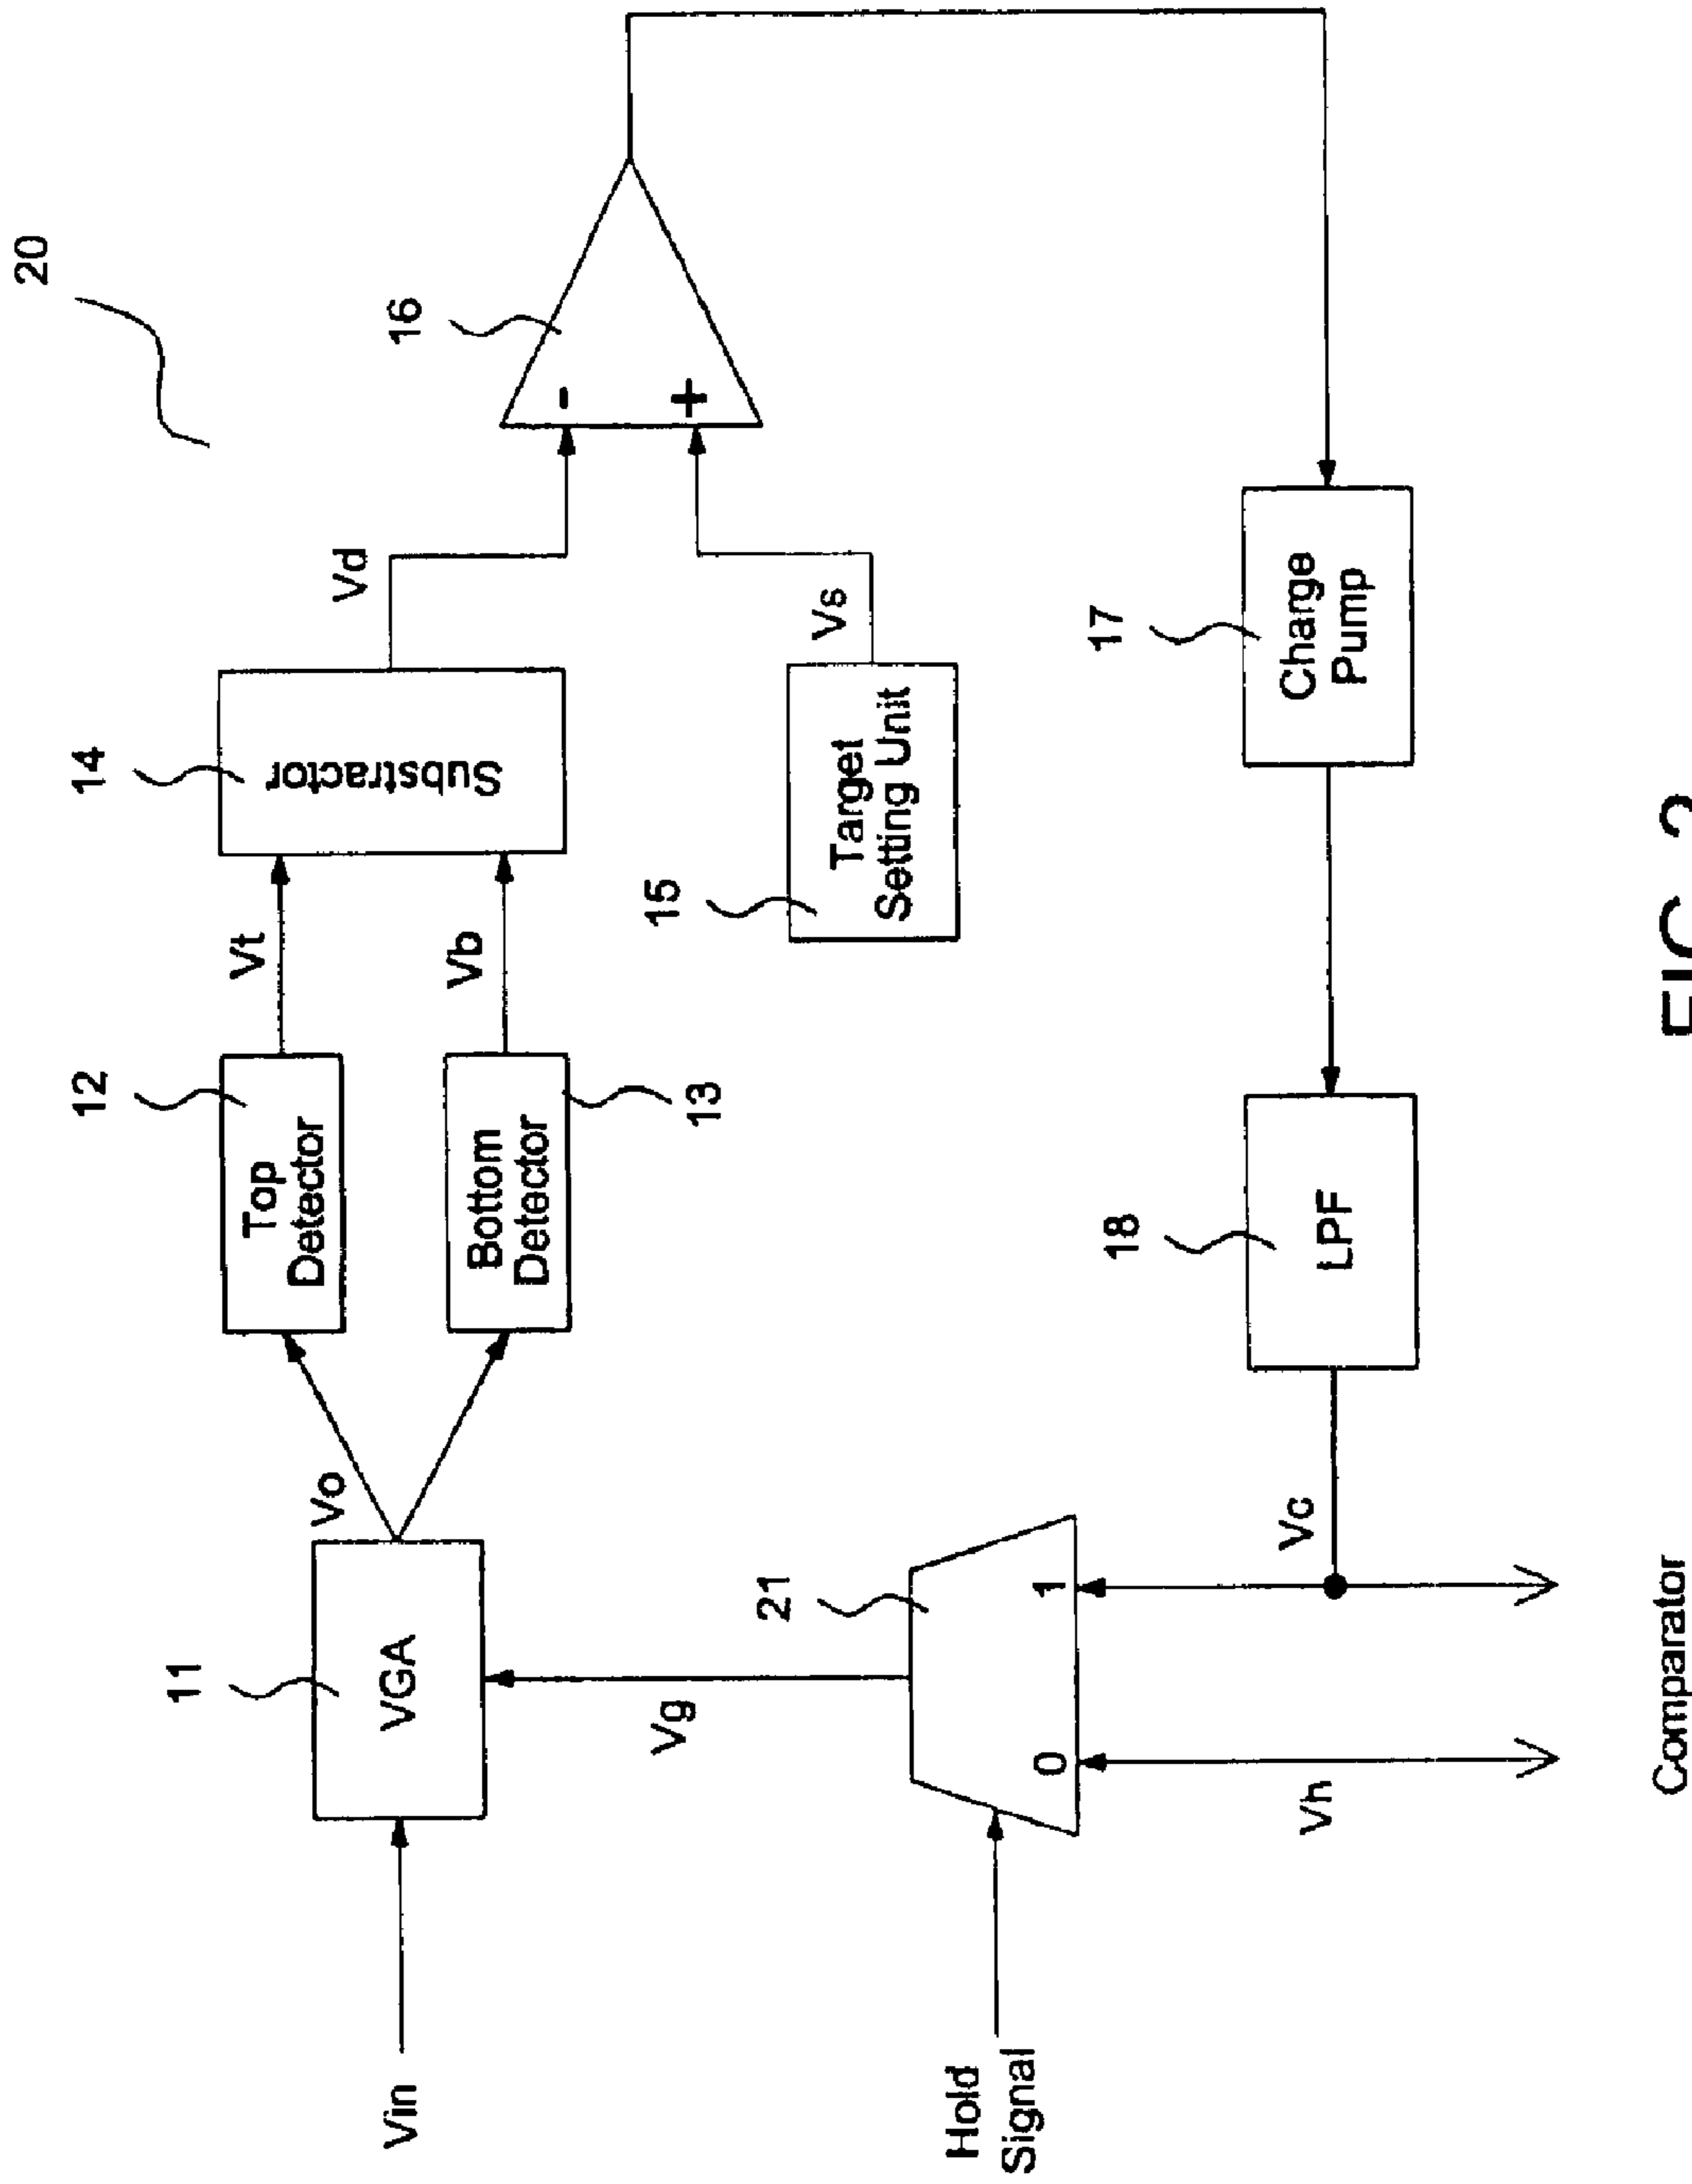 20
Vin
11
VGA
Vo
12
Top
Detector
Vt
Bottom
Detector
13
Vb
14
Substractor
Vd
15
Target
Setting Unit
Vs
16
-
+
Hold
Signal
21
0
1
Vg
Vh
Vc
18
LPF
17
Charge
Pump
Comparator